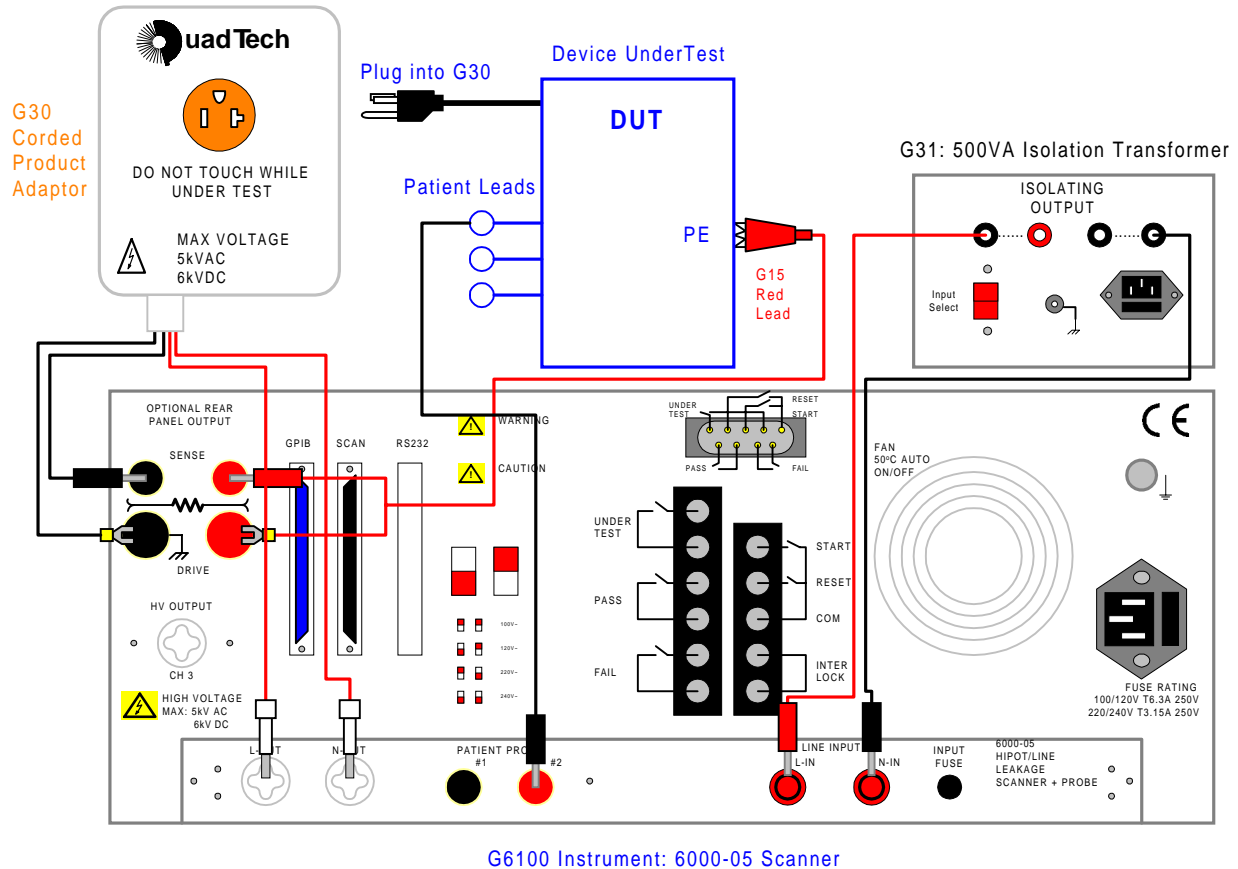 uadTech
DO NOT TOUCH WHILE
UNDER TEST
MAX VOLTAGE
5kVAC
6kVDC
G30
Corded
Product
Adaptor
Plug into G30
Device UnderTest
DUT
Patient Leads
PE
G15
Red
Lead
G31: 500VA Isolation Transformer
ISOLATING
OUTPUT
Input
Select
OPTIONAL REAR
PANEL OUTPUT
SENSE
DRIVE
GPIB
SCAN
RS232
WARNING
CAUTION
UNDER
TEST
RESET
START
PASS
FAIL
FAN
50ºC AUTO
ON/OFF
UNDER
TEST
PASS
FAIL
START
RESET
COM
INTER
LOCK
100V~
120V~
220V~
240V~
HV OUTPUT
CH 3
HIGH VOLTAGE
MAX: 5kV AC
6kV DC
FUSE RATING
100/120V T6.3A 250V
220/240V T3.15A 250V
PATIENT PRO
#1
#2
LINE INPUT
L-IN
N-IN
INPUT
FUSE
6000-05
HIPOT/LINE
LEAKAGE
SCANNER + PROBE
G6100 Instrument: 6000-05 Scanner